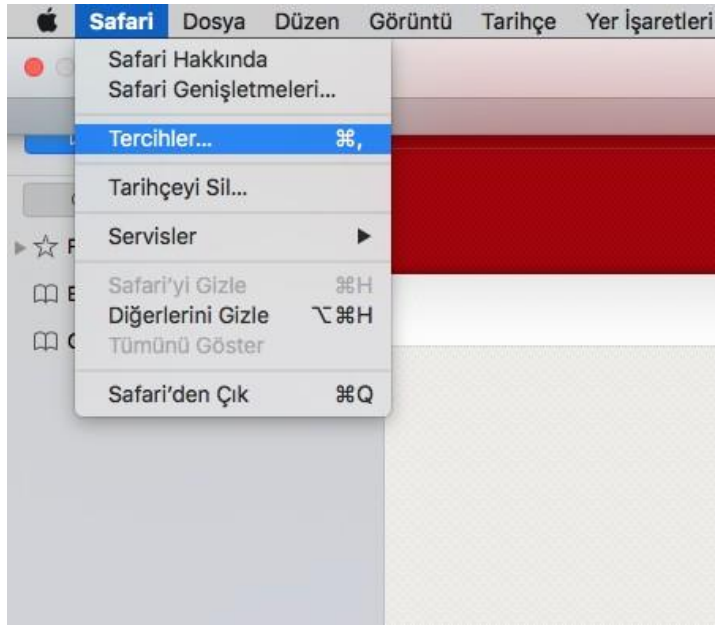 Safari Dosya Düzen Görüntü Tarihçe Yer İşaretleri
Safari Hakkında
Safari Genişletmeleri...
Tercihler... ⌘,
Tarihçeyi Sil...
Servisler ▶
Safari'yi Gizle ⌘H
Diğerlerini Gizle ⌥⌘H
Tümünü Göster
Safari'den Çık ⌘Q